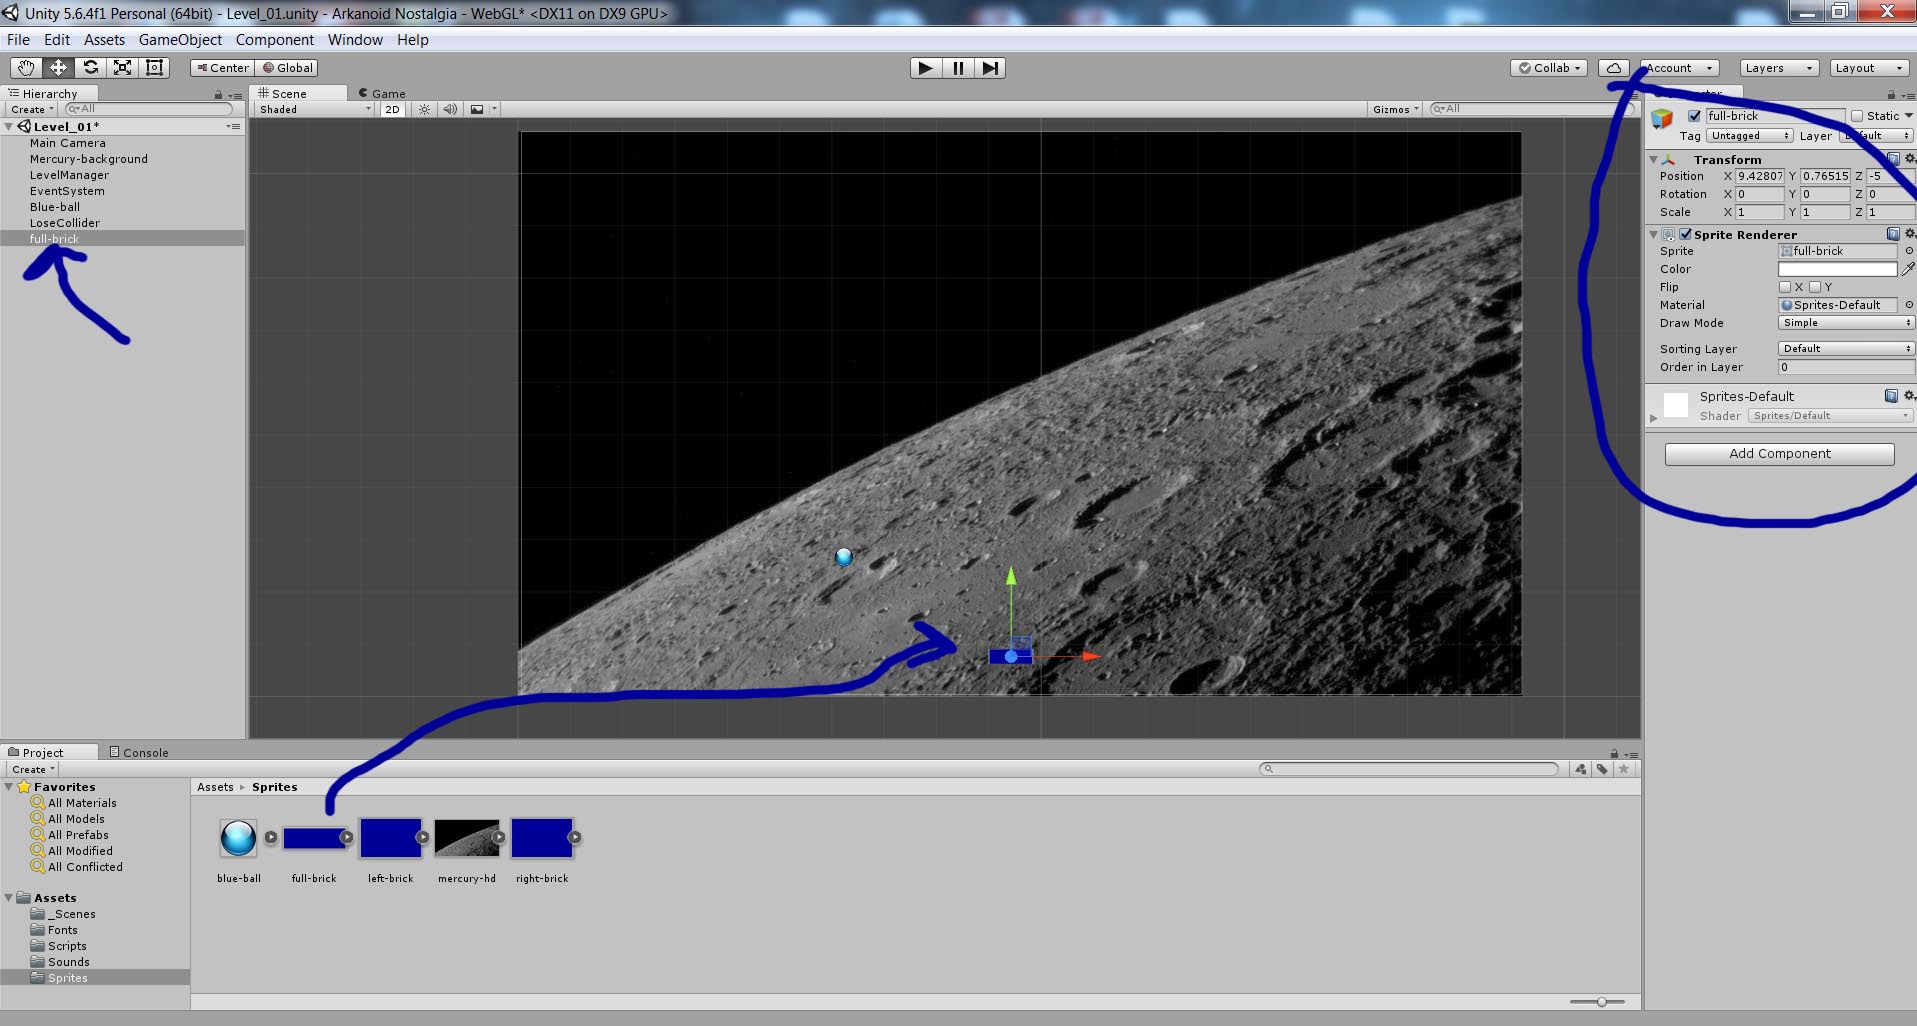 Unity 5.6.4f1 Personal (64bit) - Level_01.unity - Arkanoid Nostalgia - WebGL* <DX11 on DX9 GPU>
File Edit Assets GameObject Component Window Help
Center Global Collab Account Layers Layout
Hierarchy
Create All
Level_01*
Main Camera
Mercury-background
LevelManager
EventSystem
Blue-ball
LoseCollider
full-brick
Scene Game
Shaded 2D Gizmos All
full-brick Static
Tag Untagged Layer Default
Transform
Position X 9.42807 Y 0.76515 Z -5
Rotation X 0 Y 0 Z 0
Scale X 1 Y 1 Z 1
Sprite Renderer
Sprite full-brick
Color
Flip X Y
Material Sprites-Default
Draw Mode Simple
Sorting Layer Default
Order in Layer 0
Sprites-Default
Shader Sprites/Default
Add Component
Project Console
Create
Favorites
All Materials
All Models
All Prefabs
All Modified
All Conflicted
Assets
_Scenes
Fonts
Scripts
Sounds
Sprites
Assets Sprites
blue-ball full-brick left-brick mercury-hd right-brick